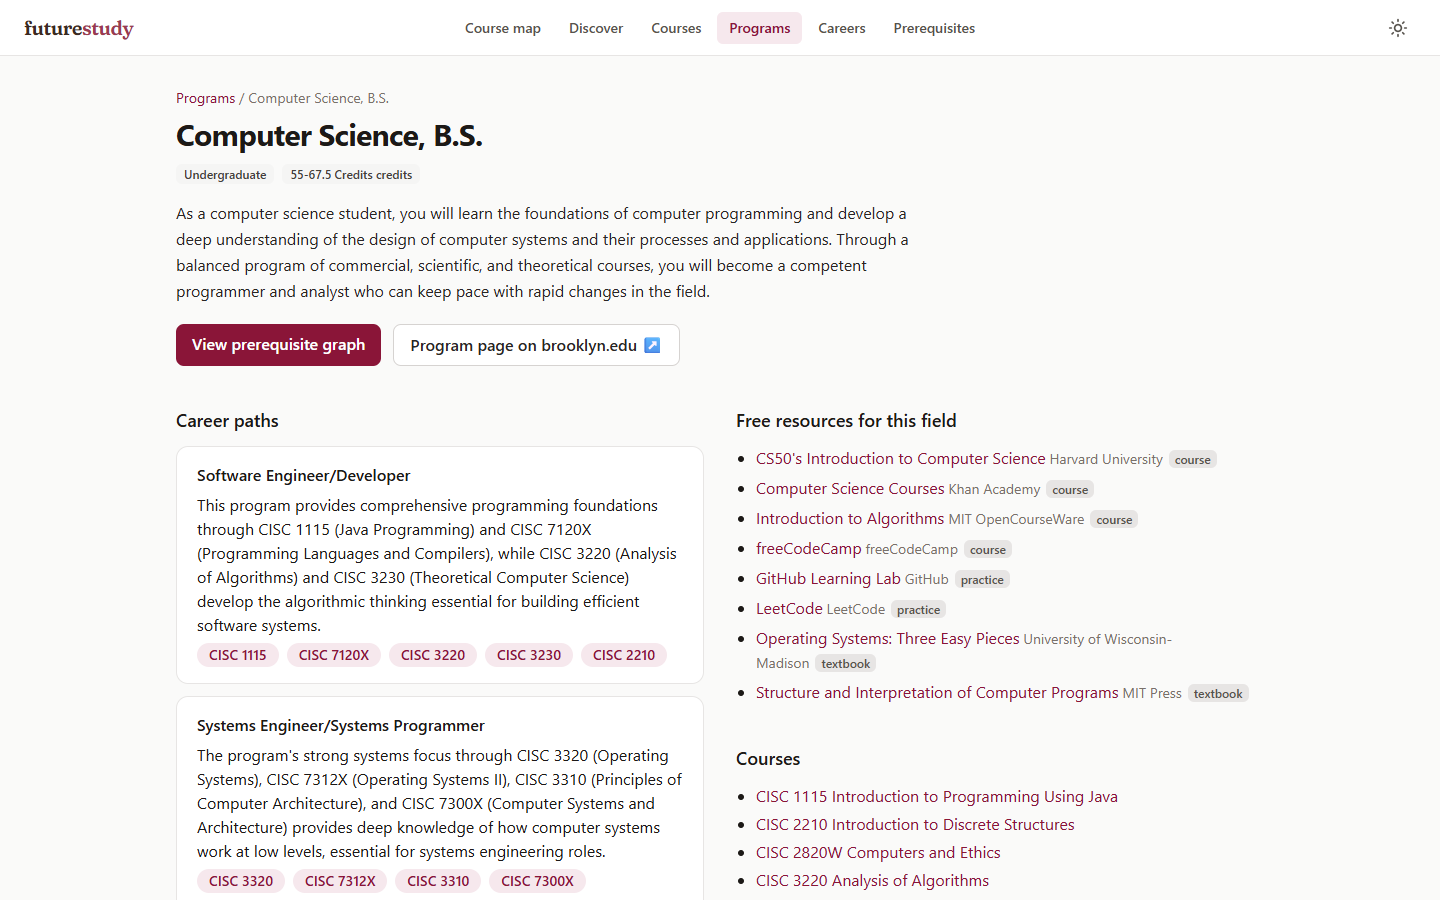 futurestudy
Course map
Discover
Courses
Programs
Careers
Prerequisites
Programs / Computer Science, B.S.
Computer Science, B.S.
Undergraduate
55-67.5 Credits credits
As a computer science student, you will learn the foundations of computer programming and develop a
deep understanding of the design of computer systems and their processes and applications. Through a
balanced program of commercial, scientific, and theoretical courses, you will become a competent
programmer and analyst who can keep pace with rapid changes in the field.
View prerequisite graph
Program page on brooklyn.edu ↗
Career paths
Software Engineer/Developer
This program provides comprehensive programming foundations
through CISC 1115 (Java Programming) and CISC 7120X
(Programming Languages and Compilers), while CISC 3220 (Analysis
of Algorithms) and CISC 3230 (Theoretical Computer Science)
develop the algorithmic thinking essential for building efficient
software systems.
CISC 1115
CISC 7120X
CISC 3220
CISC 3230
CISC 2210
Systems Engineer/Systems Programmer
The program's strong systems focus through CISC 3320 (Operating
Systems), CISC 7312X (Operating Systems II), CISC 3310 (Principles of
Computer Architecture), and CISC 7300X (Computer Systems and
Architecture) provides deep knowledge of how computer systems
work at low levels, essential for systems engineering roles.
CISC 3320
CISC 7312X
CISC 3310
CISC 7300X
Free resources for this field
CS50's Introduction to Computer Science Harvard University course
Computer Science Courses Khan Academy course
Introduction to Algorithms MIT OpenCourseWare course
freeCodeCamp freeCodeCamp course
GitHub Learning Lab GitHub practice
LeetCode LeetCode practice
Operating Systems: Three Easy Pieces University of Wisconsin-
Madison textbook
Structure and Interpretation of Computer Programs MIT Press textbook
Courses
CISC 1115 Introduction to Programming Using Java
CISC 2210 Introduction to Discrete Structures
CISC 2820W Computers and Ethics
CISC 3220 Analysis of Algorithms